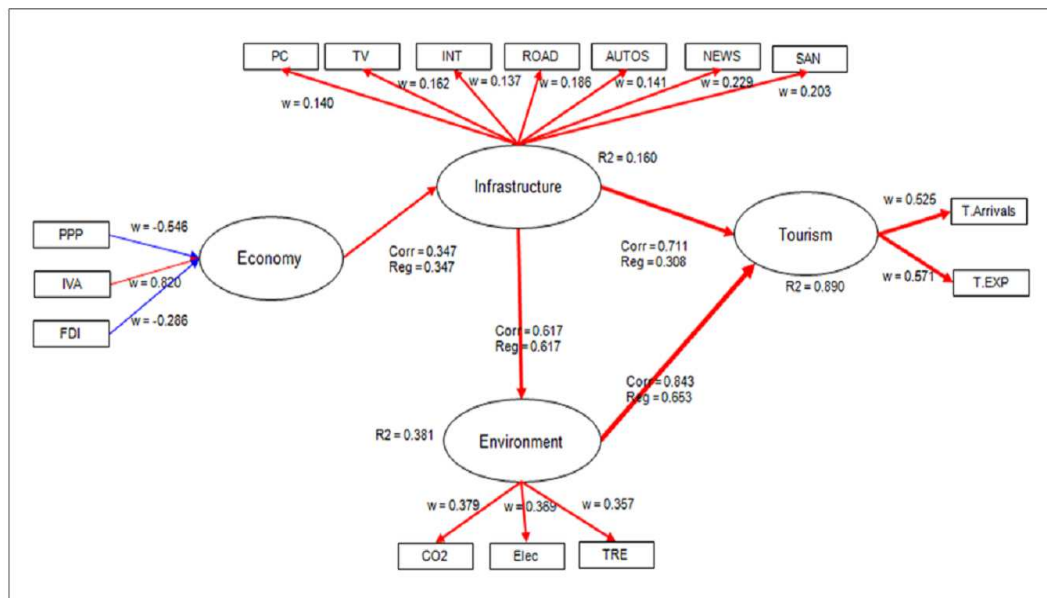 PC
TV
INT
ROAD
AUTOS
NEWS
SAN
w = 0.140
w = 0.162
w = 0.137
w = 0.186
w = 0.141
w = 0.229
w = 0.203
Infrastructure
R2 = 0.160
PPP
IVA
FDI
w = -0.546
w = 0.820
w = -0.286
Economy
Corr = 0.347
Reg = 0.347
Corr = 0.711
Reg = 0.308
Tourism
R2 = 0.890
w = 0.525
w = 0.571
T.Arrivals
T.EXP
Corr = 0.617
Reg = 0.617
Corr = 0.843
Reg = 0.653
R2 = 0.381
Environment
w = 0.379
w = 0.369
w = 0.357
CO2
Elec
TRE